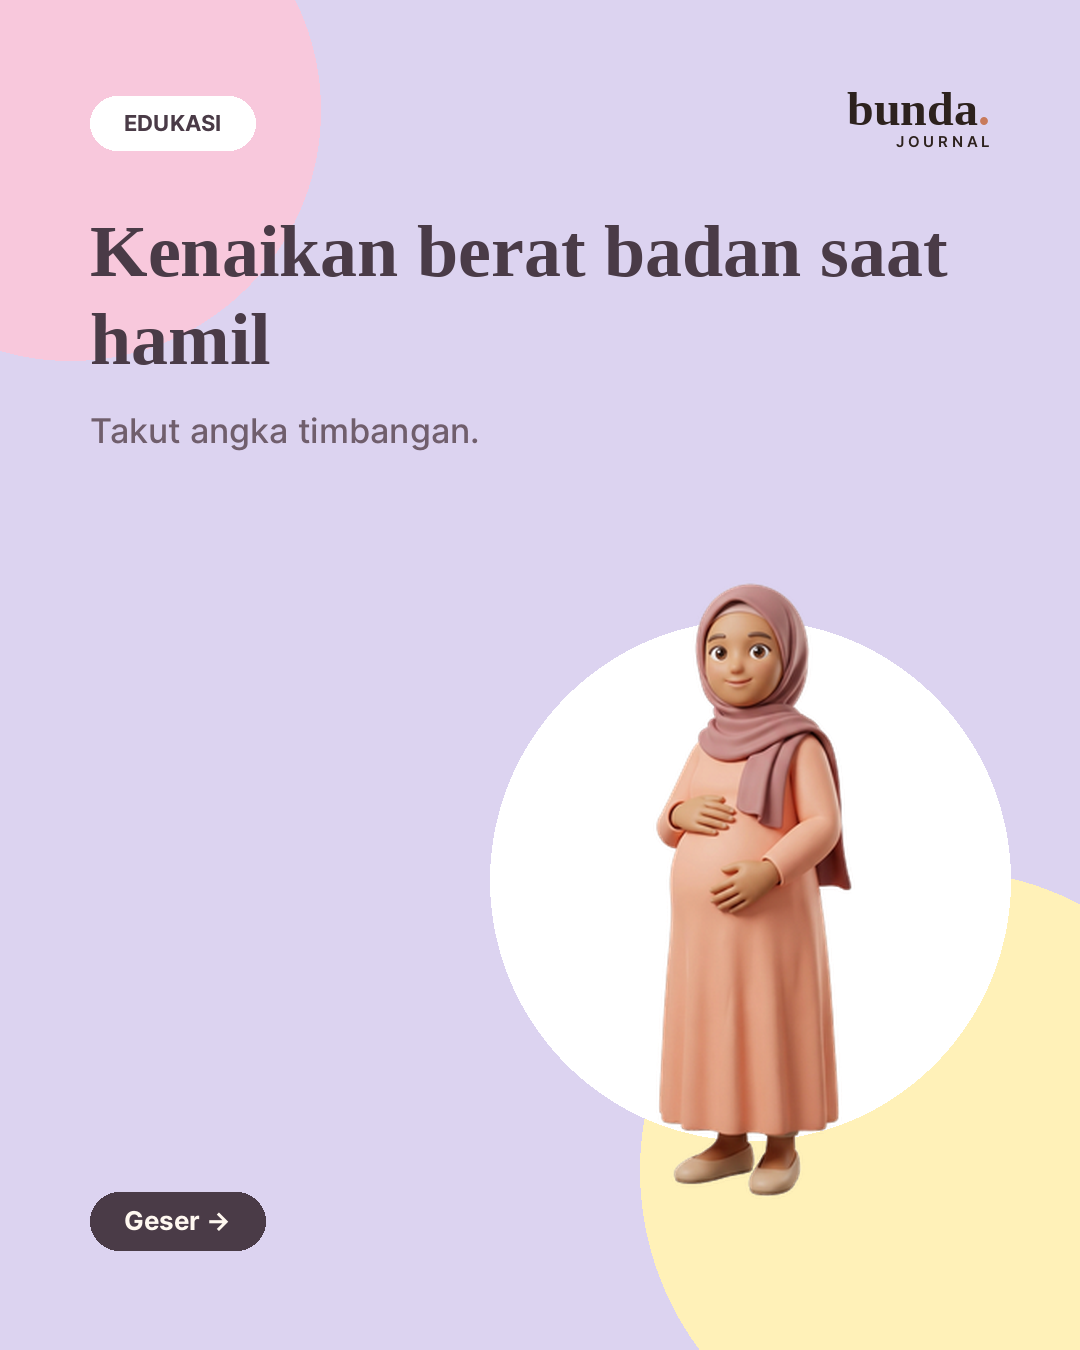 EDUKASI
bunda.
JOURNAL
Kenaikan berat badan saat
hamil
Takut angka timbangan.
Geser →